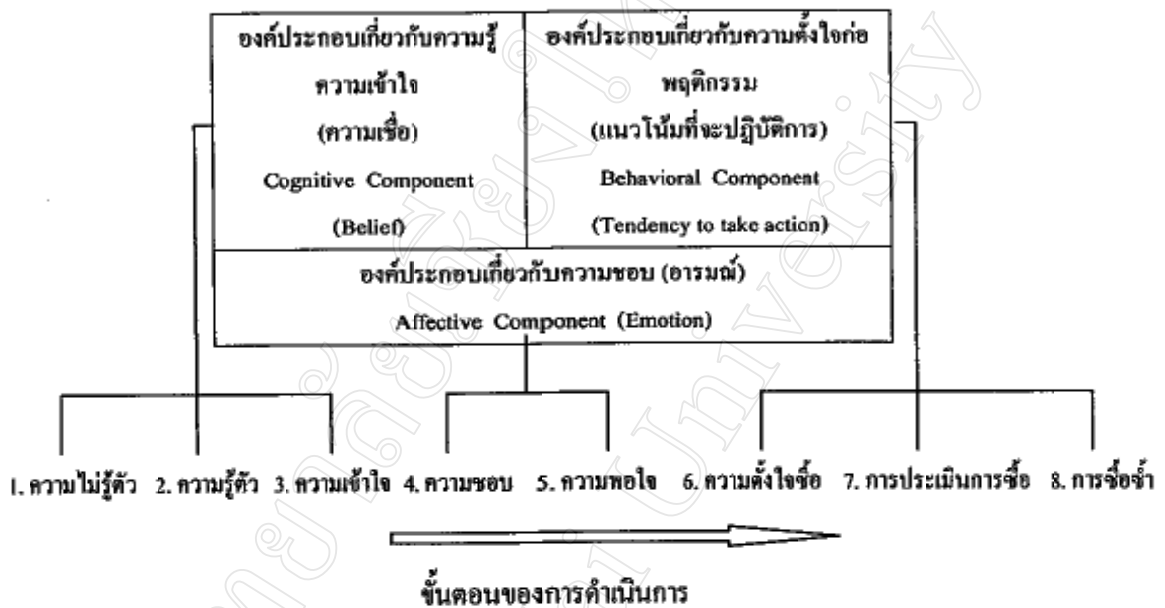 องค์ประกอบเกี่ยวกับความรู้
ความเข้าใจ
(ความเชื่อ)
Cognitive Component
(Belief)
องค์ประกอบเกี่ยวกับความตั้งใจก่อ
พฤติกรรม
(แนวโน้มที่จะปฏิบัติการ)
Behavioral Component
(Tendency to take action)
องค์ประกอบเกี่ยวกับความชอบ (อารมณ์)
Affective Component (Emotion)
1. ความไม่รู้ตัว 2. ความรู้ตัว 3. ความเข้าใจ 4. ความชอบ 5. ความพอใจ 6. ความตั้งใจซื้อ 7. การประเมินการซื้อ 8. การซื้อซ้ำ
ขั้นตอนของการดำเนินการ
University